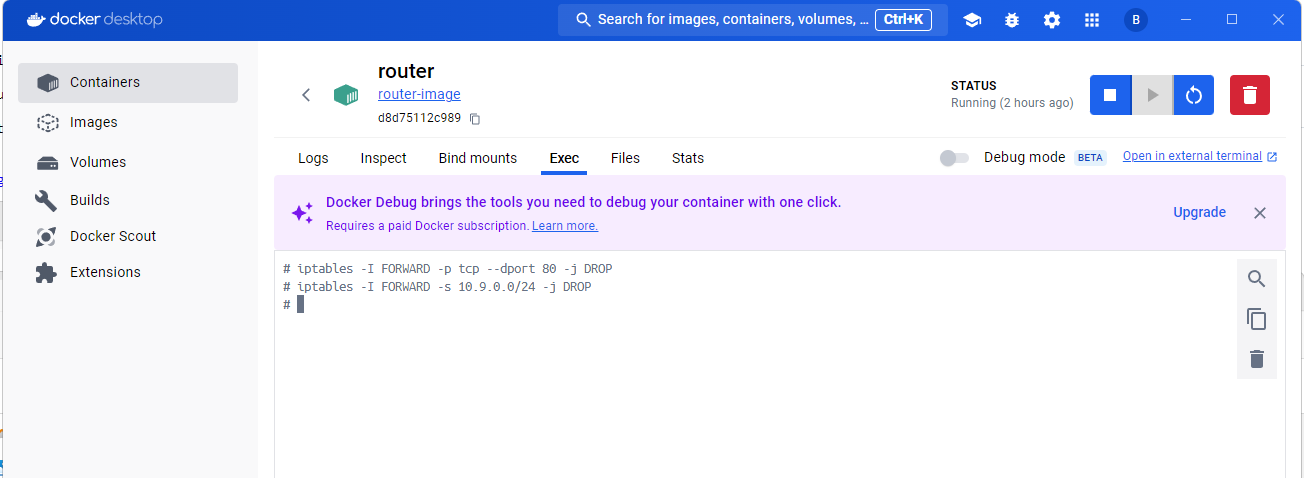 docker desktop
Search for images, containers, volumes, ... Ctrl+K
B
Containers
Images
Volumes
Builds
Docker Scout
Extensions
router
router-image
d8d75112c989
STATUS
Running (2 hours ago)
Logs Inspect Bind mounts Exec Files Stats
Debug mode BETA Open in external terminal
Docker Debug brings the tools you need to debug your container with one click.
Requires a paid Docker subscription. Learn more.
Upgrade
# iptables -I FORWARD -p tcp --dport 80 -j DROP
# iptables -I FORWARD -s 10.9.0.0/24 -j DROP
#